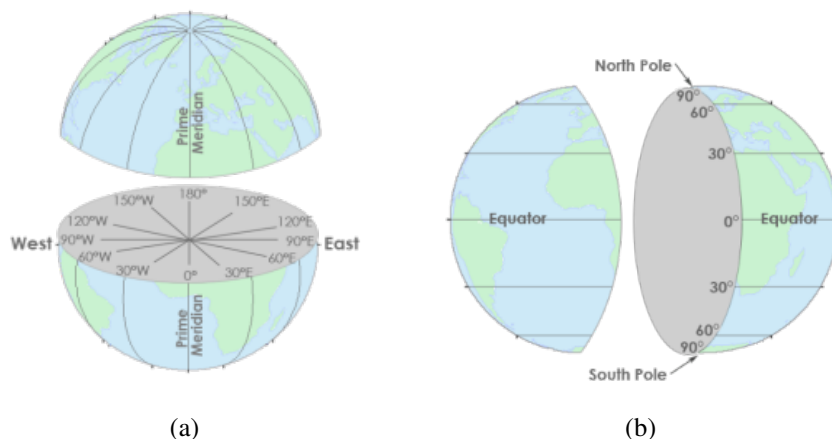 Prime
Meridian
180°
150°W
150°E
120°W
120°E
West
90°W
90°E
East
60°W
60°E
30°W
0°
30°E
Prime
Meridian
(a)
North Pole
90°
60°
30°
Equator
0°
Equator
30°
60°
90°
South Pole
(b)